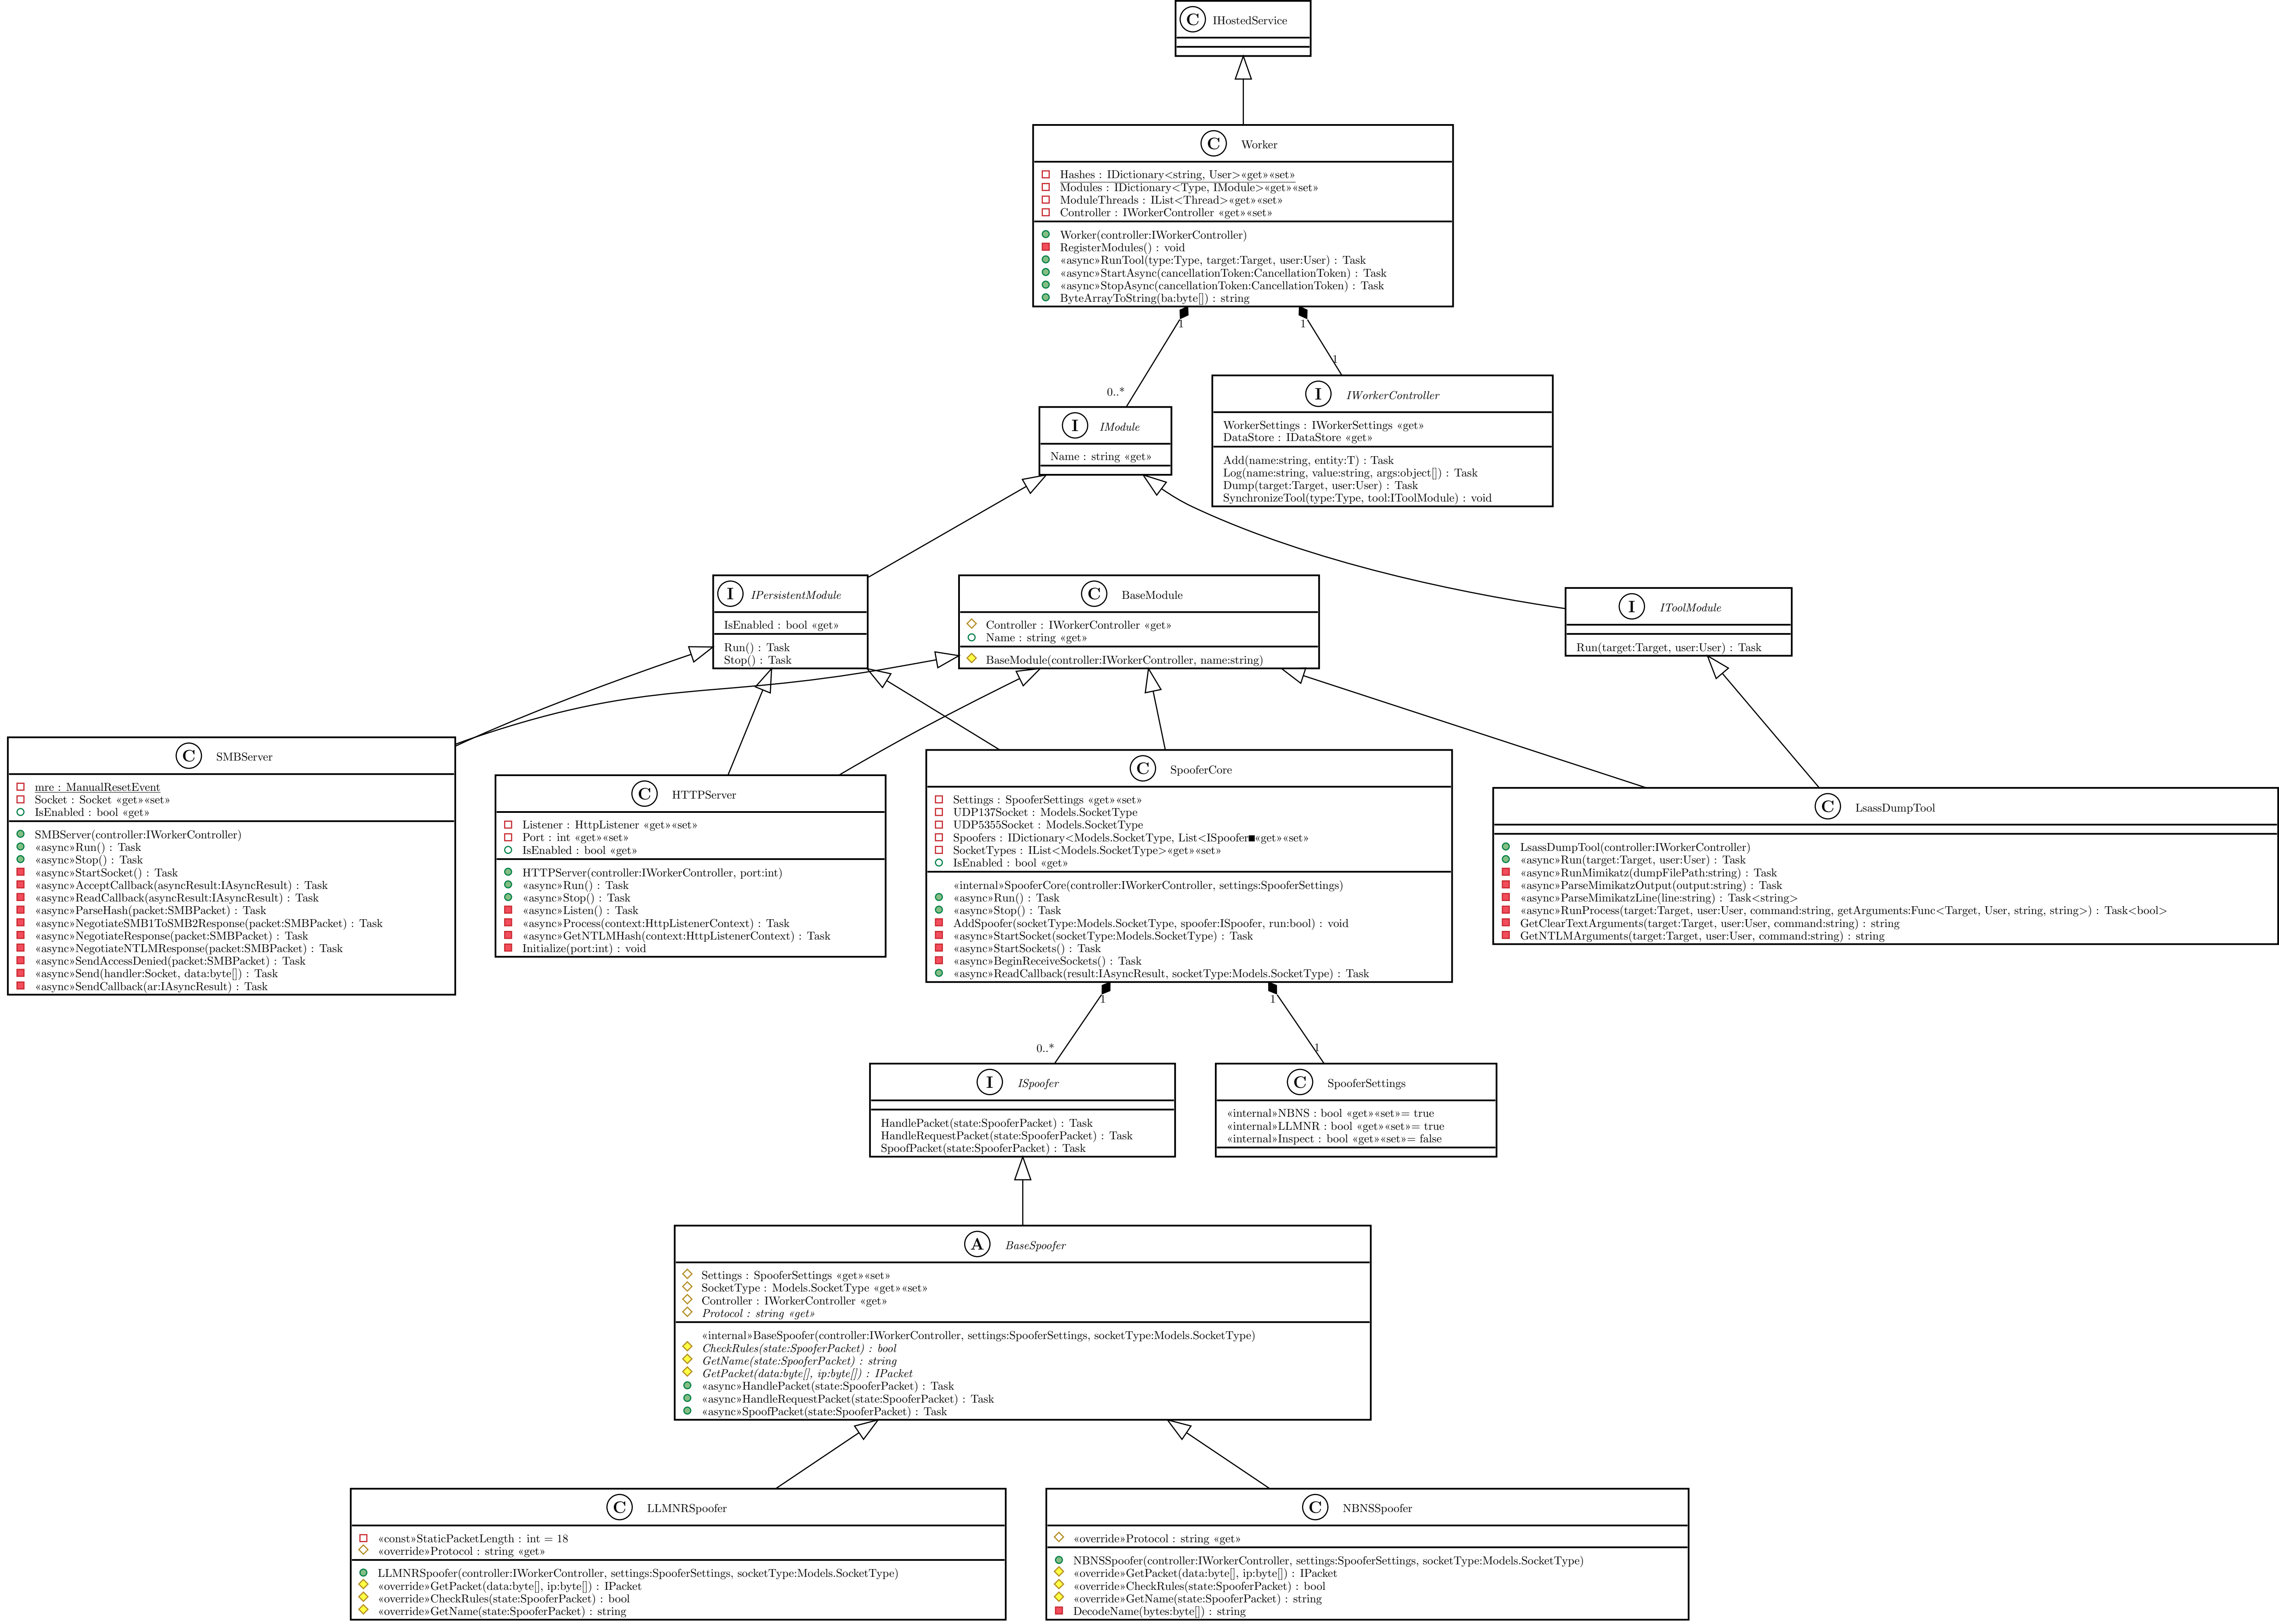 C IHostedService
C Worker
Hashes : IDictionary<string, User>«get»«set»
Modules : IDictionary<Type, IModule>«get»«set»
ModuleThreads : IList<Thread>«get»«set»
Controller : IWorkerController «get»«set»
Worker(controller:IWorkerController)
RegisterModules() : void
«async»RunTool(type:Type, target:Target, user:User) : Task
«async»StartAsync(cancellationToken:CancellationToken) : Task
«async»StopAsync(cancellationToken:CancellationToken) : Task
ByteArrayToString(ba:byte[]) : string
1
1
0..*
1
I IModule
Name : string «get»
I IWorkerController
WorkerSettings : IWorkerSettings «get»
DataStore : IDataStore «get»
Add(name:string, entity:T) : Task
Log(name:string, value:string, args:object[]) : Task
Dump(target:Target, user:User) : Task
SynchronizeTool(type:Type, tool:IToolModule) : void
I IPersistentModule
IsEnabled : bool «get»
Run() : Task
Stop() : Task
C BaseModule
Controller : IWorkerController «get»
Name : string «get»
BaseModule(controller:IWorkerController, name:string)
I IToolModule
Run(target:Target, user:User) : Task
C SMBServer
mre : ManualResetEvent
Socket : Socket «get»«set»
IsEnabled : bool «get»
SMBServer(controller:IWorkerController)
«async»Run() : Task
«async»Stop() : Task
«async»StartSocket() : Task
«async»AcceptCallback(asyncResult:IAsyncResult) : Task
«async»ReadCallback(asyncResult:IAsyncResult) : Task
«async»ParseHash(packet:SMBPacket) : Task
«async»NegotiateSMB1ToSMB2Response(packet:SMBPacket) : Task
«async»NegotiateResponse(packet:SMBPacket) : Task
«async»NegotiateNTLMResponse(packet:SMBPacket) : Task
«async»SendAccessDenied(packet:SMBPacket) : Task
«async»Send(handler:Socket, data:byte[]) : Task
«async»SendCallback(ar:IAsyncResult) : Task
C HTTPServer
Listener : HttpListener «get»«set»
Port : int «get»«set»
IsEnabled : bool «get»
HTTPServer(controller:IWorkerController, port:int)
«async»Run() : Task
«async»Stop() : Task
«async»Listen() : Task
«async»Process(context:HttpListenerContext) : Task
«async»GetNTLMHash(context:HttpListenerContext) : Task
Initialize(port:int) : void
C SpooferCore
Settings : SpooferSettings «get»«set»
UDP137Socket : Models.SocketType
UDP5355Socket : Models.SocketType
Spoofers : IDictionary<Models.SocketType, List<ISpoofer■«get»«set»
SocketTypes : IList<Models.SocketType>«get»«set»
IsEnabled : bool «get»
«internal»SpooferCore(controller:IWorkerController, settings:SpooferSettings)
«async»Run() : Task
«async»Stop() : Task
AddSpoofer(socketType:Models.SocketType, spoofer:ISpoofer, run:bool) : void
«async»StartSocket(socketType:Models.SocketType) : Task
«async»StartSockets() : Task
«async»BeginReceiveSockets() : Task
«async»ReadCallback(result:IAsyncResult, socketType:Models.SocketType) : Task
C LsassDumpTool
LsassDumpTool(controller:IWorkerController)
«async»Run(target:Target, user:User) : Task
«async»RunMimikatz(dumpFilePath:string) : Task
«async»ParseMimikatzOutput(output:string) : Task
«async»ParseMimikatzLine(line:string) : Task<string>
«async»RunProcess(target:Target, user:User, command:string, getArguments:Func<Target, User, string, string>) : Task<bool>
GetClearTextArguments(target:Target, user:User, command:string) : string
GetNTLMArguments(target:Target, user:User, command:string) : string
1
1
0..*
1
I ISpoofer
HandlePacket(state:SpooferPacket) : Task
HandleRequestPacket(state:SpooferPacket) : Task
SpoofPacket(state:SpooferPacket) : Task
C SpooferSettings
«internal»NBNS : bool «get»«set»= true
«internal»LLMNR : bool «get»«set»= true
«internal»Inspect : bool «get»«set»= false
A BaseSpoofer
Settings : SpooferSettings «get»«set»
SocketType : Models.SocketType «get»«set»
Controller : IWorkerController «get»
Protocol : string «get»
«internal»BaseSpoofer(controller:IWorkerController, settings:SpooferSettings, socketType:Models.SocketType)
CheckRules(state:SpooferPacket) : bool
GetName(state:SpooferPacket) : string
GetPacket(data:byte[], ip:byte[]) : IPacket
«async»HandlePacket(state:SpooferPacket) : Task
«async»HandleRequestPacket(state:SpooferPacket) : Task
«async»SpoofPacket(state:SpooferPacket) : Task
C LLMNRSpoofer
«const»StaticPacketLength : int = 18
«override»Protocol : string «get»
LLMNRSpoofer(controller:IWorkerController, settings:SpooferSettings, socketType:Models.SocketType)
«override»GetPacket(data:byte[], ip:byte[]) : IPacket
«override»CheckRules(state:SpooferPacket) : bool
«override»GetName(state:SpooferPacket) : string
C NBNSSpoofer
«override»Protocol : string «get»
NBNSSpoofer(controller:IWorkerController, settings:SpooferSettings, socketType:Models.SocketType)
«override»GetPacket(data:byte[], ip:byte[]) : IPacket
«override»CheckRules(state:SpooferPacket) : bool
«override»GetName(state:SpooferPacket) : string
DecodeName(bytes:byte[]) : string